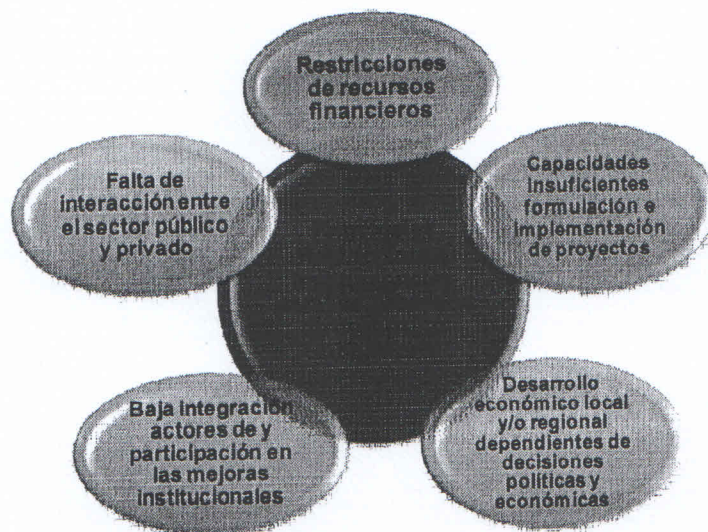 Restricciones
de recursos
financieros
Falta de
interacción entre
el sector público
y privado
Capacidades
insuficientes
formulación e
implementación
de proyectos
Baja integración
actores de y
participación en
las mejoras
institucionales
Desarrollo
económico local
y/o regional
dependientes de
decisiones
políticas y
económicas